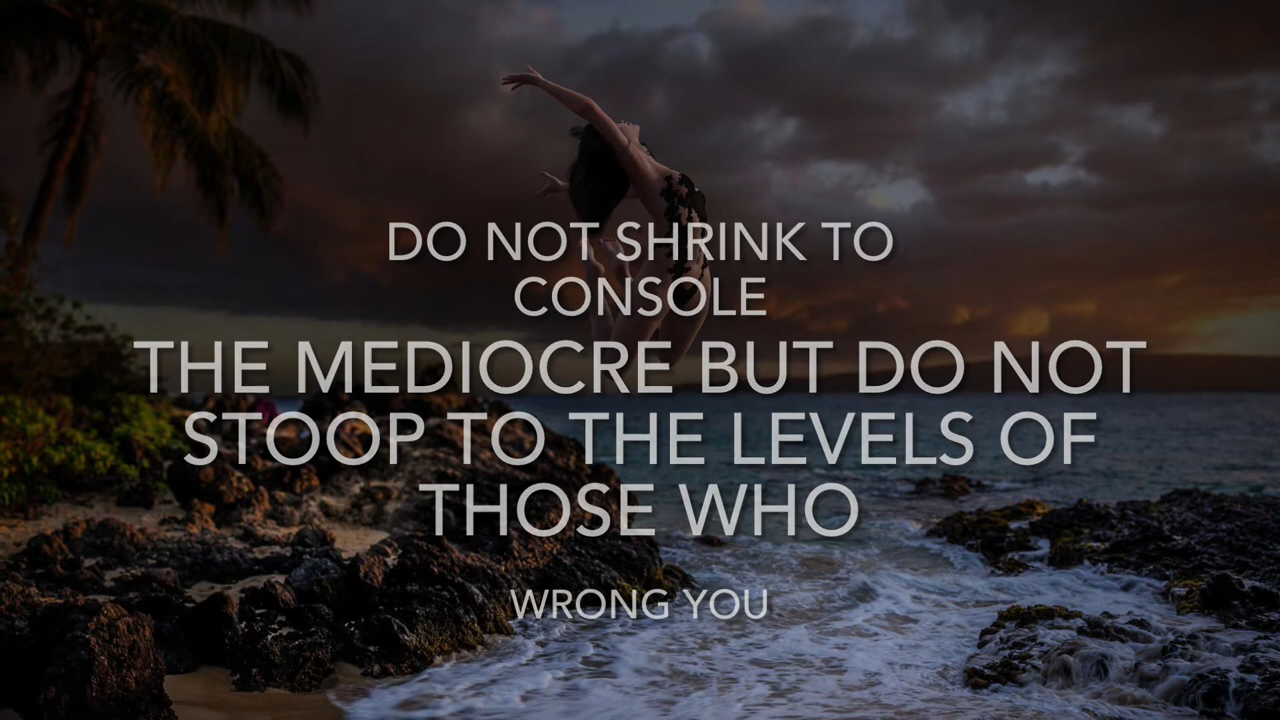 DO NOT SHRINK TO
CONSOLE
THE MEDIOCRE BUT DO NOT
STOOP TO THE LEVELS OF
THOSE WHO
WRONG YOU